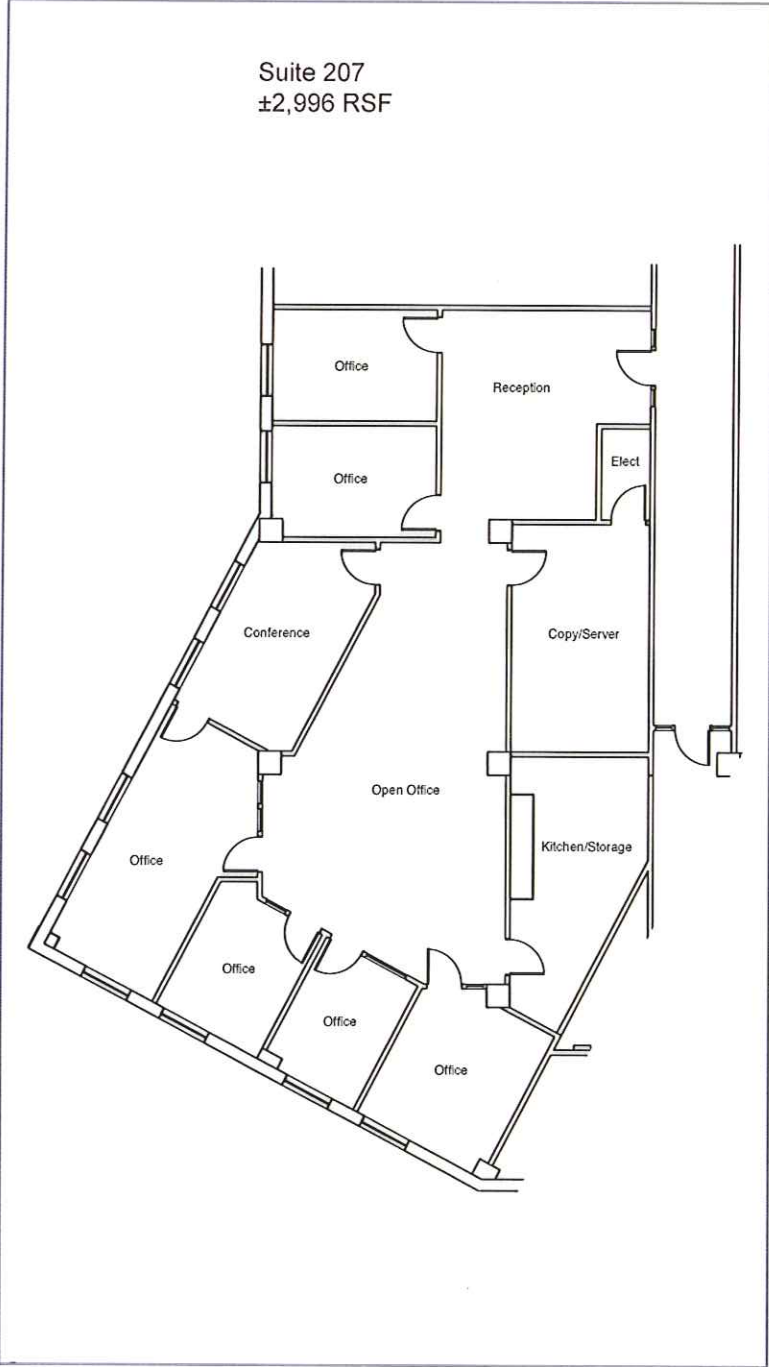 Suite 207
±2,996 RSF
Office
Reception
Office
Elect
Conference
Copy/Server
Open Office
Kitchen/Storage
Office
Office
Office
Office